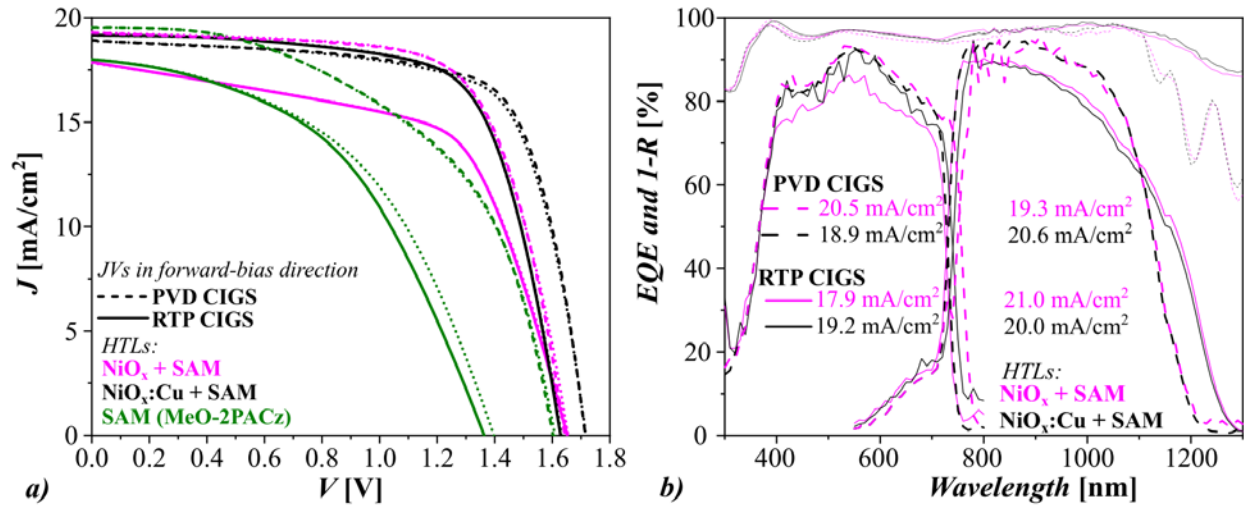 20
15
10
5
0
J [mA/cm²]
JVs in forward-bias direction
PVD CIGS
RTP CIGS
HTLs:
NiOₓ + SAM
NiOₓ:Cu + SAM
SAM (MeO-2PACz)
0.0 0.2 0.4 0.6 0.8 1.0 1.2 1.4 1.6 1.8
a) V [V]
100
80
60
40
20
0
EQE and 1-R [%]
PVD CIGS
20.5 mA/cm² 19.3 mA/cm²
18.9 mA/cm² 20.6 mA/cm²
RTP CIGS
17.9 mA/cm² 21.0 mA/cm²
19.2 mA/cm² 20.0 mA/cm²
HTLs:
NiOₓ + SAM
NiOₓ:Cu + SAM
400 600 800 1000 1200
b) Wavelength [nm]